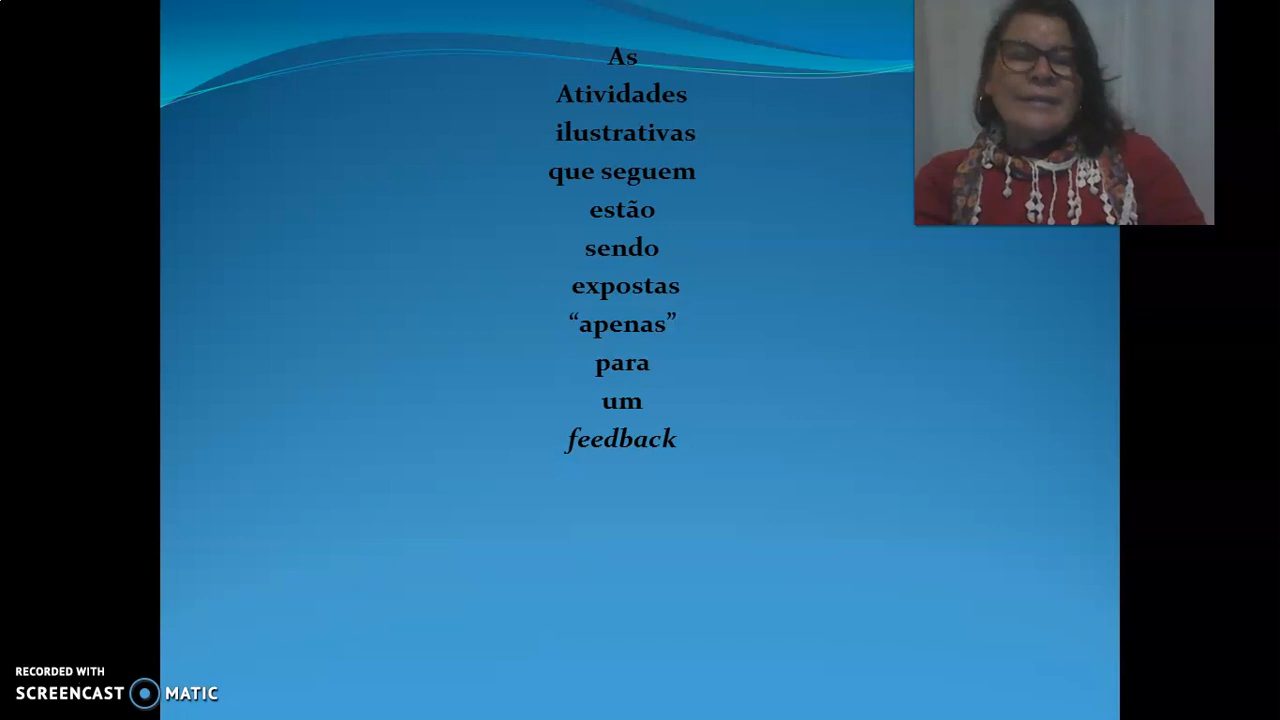 As
Atividades
ilustrativas
que seguem
estão
sendo
expostas
“apenas”
para
um
feedback
RECORDED WITH
SCREENCAST MATIC